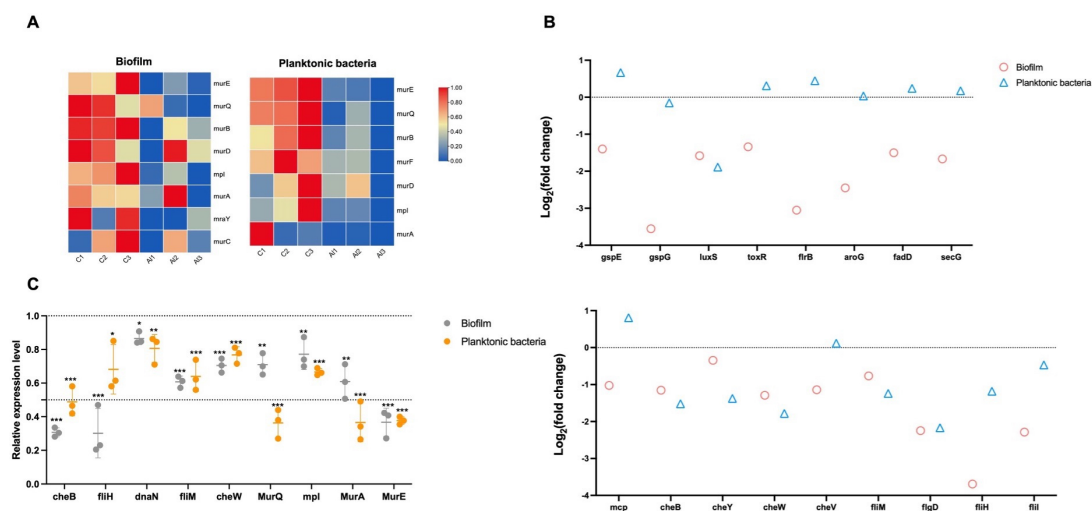 A
Biofilm
Planktonic bacteria
murE
murQ
murB
murD
mpl
murA
mraY
murC
C1 C2 C3 AI1 AI2 AI3
murE
murQ
murB
murF
murD
mpl
murA
C1 C2 C3 AI1 AI2 AI3
1.00
0.80
0.60
0.40
0.20
0.00
B
Log2(fold change)
1
0
-1
-2
-3
-4
gspE gspG luxS toxR flrB aroG fadD secG
Biofilm
Planktonic bacteria
C
Relative expression level
1.0
0.8
0.6
0.4
0.2
0.0
*** *** *** * * ** *** *** *** *** ** *** ** *** ** *** *** ***
cheB fliH dnaN fliM cheW MurQ mpl MurA MurE
Biofilm
Planktonic bacteria
Log2(fold change)
1
0
-1
-2
-3
-4
mcp cheB cheY cheW cheV fliM flgD fliH fliI